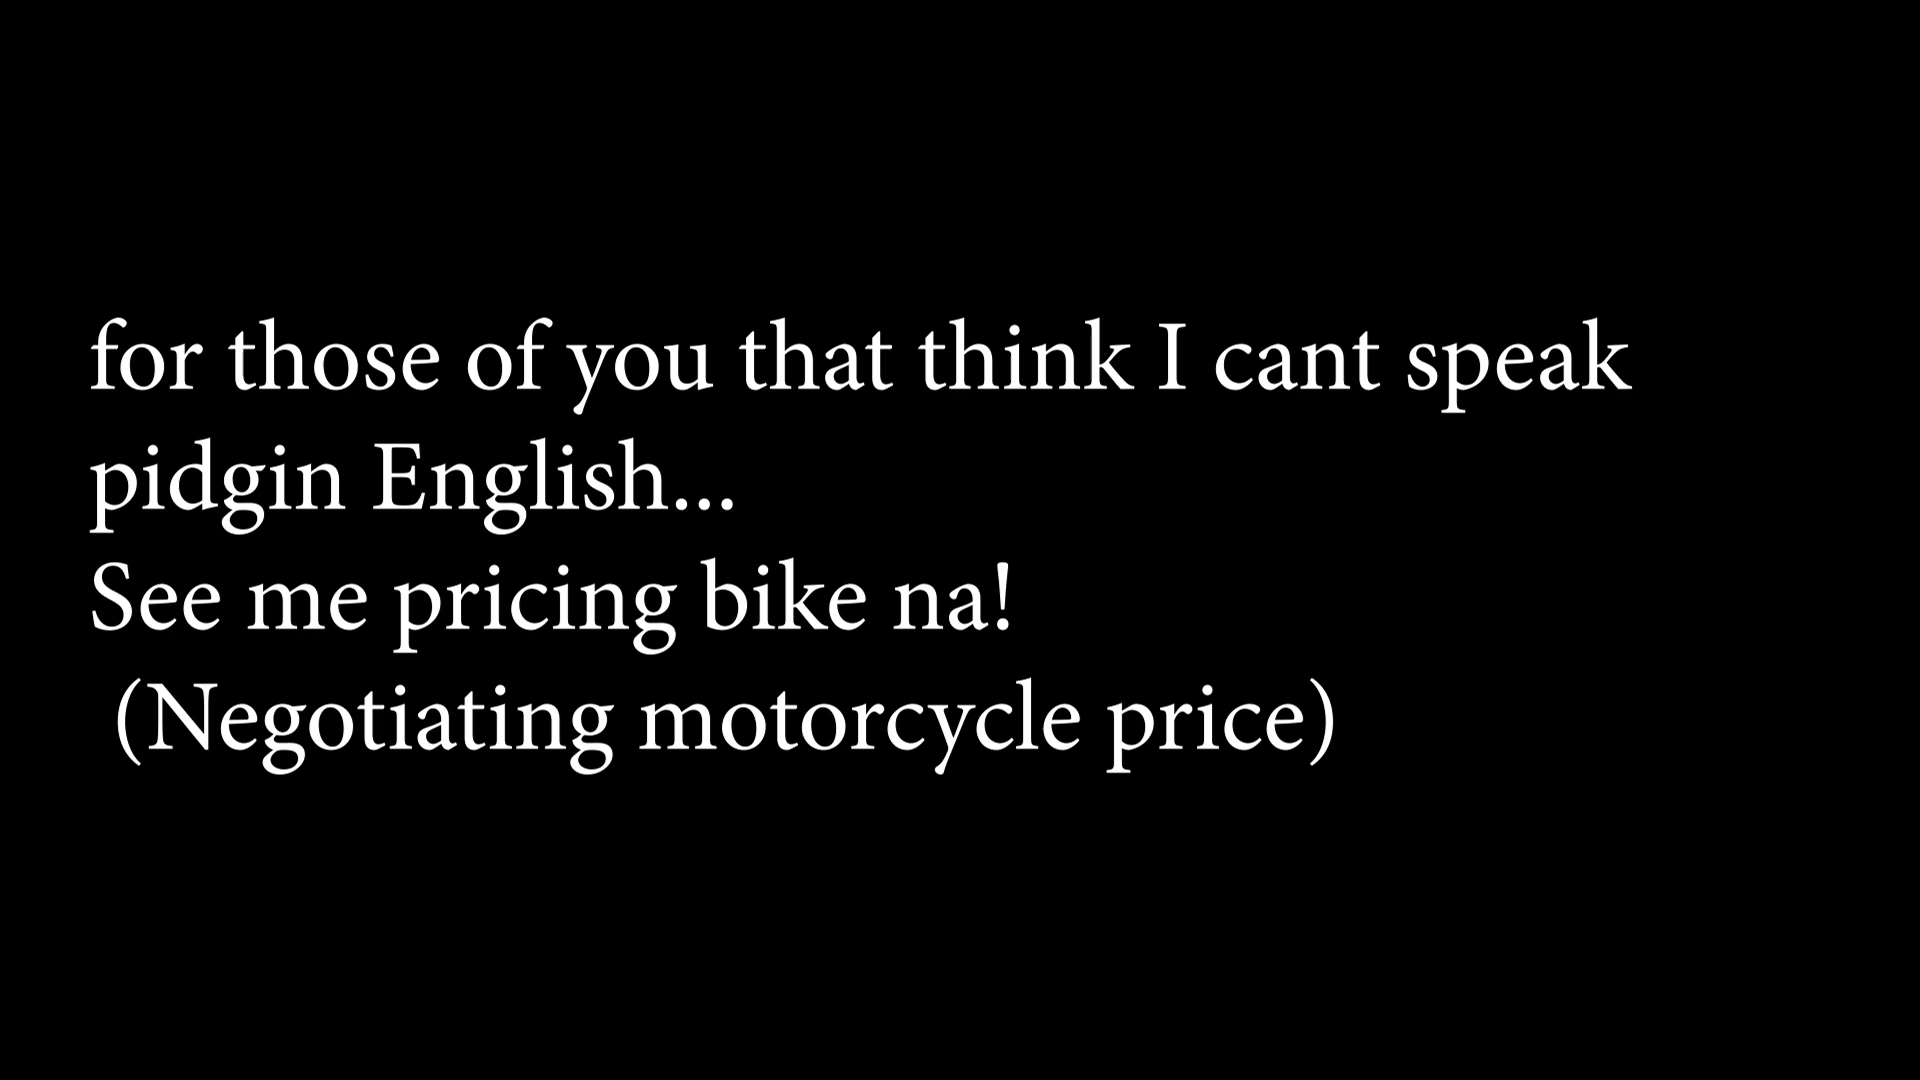 for those of you that think I cant speak
pidgin English...
See me pricing bike na!
(Negotiating motorcycle price)